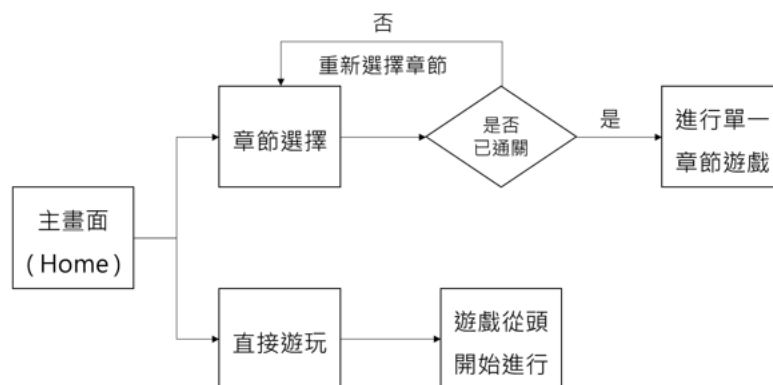 否
重新選擇章節
章節選擇
是否
已通關
是
進行單一
章節遊戲
主畫面
(Home)
直接遊玩
遊戲從頭
開始進行